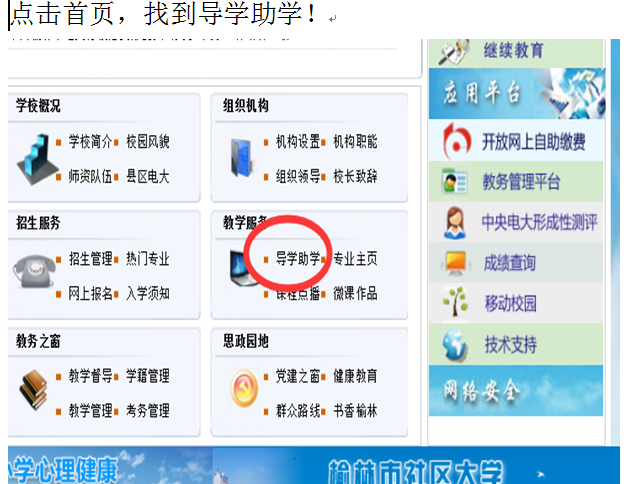 点击首页，找到导学助学！
继续教育
学校概况
学校简介 校园风貌
师资队伍 县区电大
组织机构
机构设置 机构职能
组织领导 校长致辞
招生服务
招生管理 热门专业
网上报名 入学须知
教学服务
导学助学 专业主页
课程点播 微课作品
教务之窗
教学督导 学籍管理
教学管理 考务管理
思政园地
党建之窗 健康教育
群众路线 书香榆林
应用平台
开放网上自助缴费
教务管理平台
中央电大形成性测评
成绩查询
移动校园
技术支持
网络安全
小学心理健康
榆林市社区大学